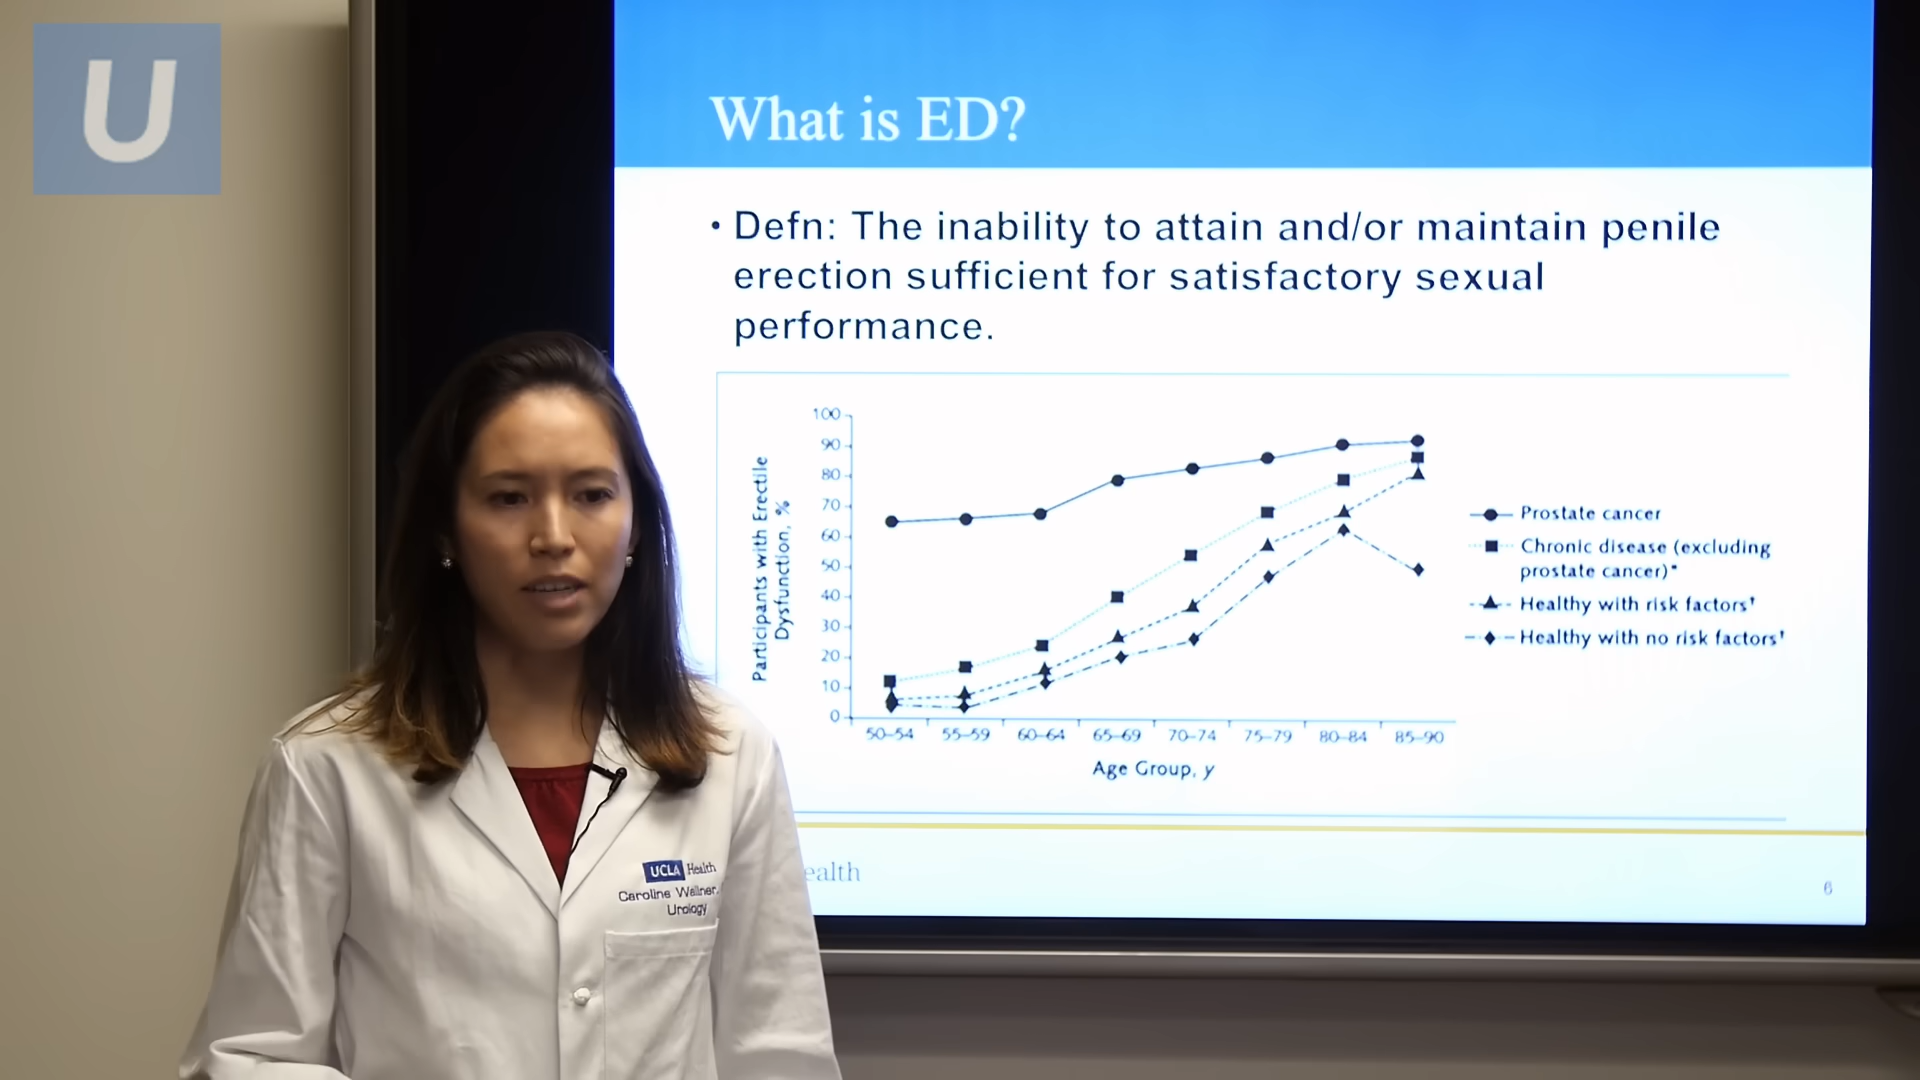 U
What is ED?
• Defn: The inability to attain and/or maintain penile
erection sufficient for satisfactory sexual
performance.
Participants with Erectile
Dysfunction, %
100
90
80
70
60
50
40
30
20
10
0
50–54 55–59 60–64 65–69 70–74 75–79 80–84 85–90
Age Group, y
Prostate cancer
Chronic disease (excluding
prostate cancer)*
Healthy with risk factors†
Healthy with no risk factors†
ealth
6
UCLA Health
Caroline Wallner,
Urology